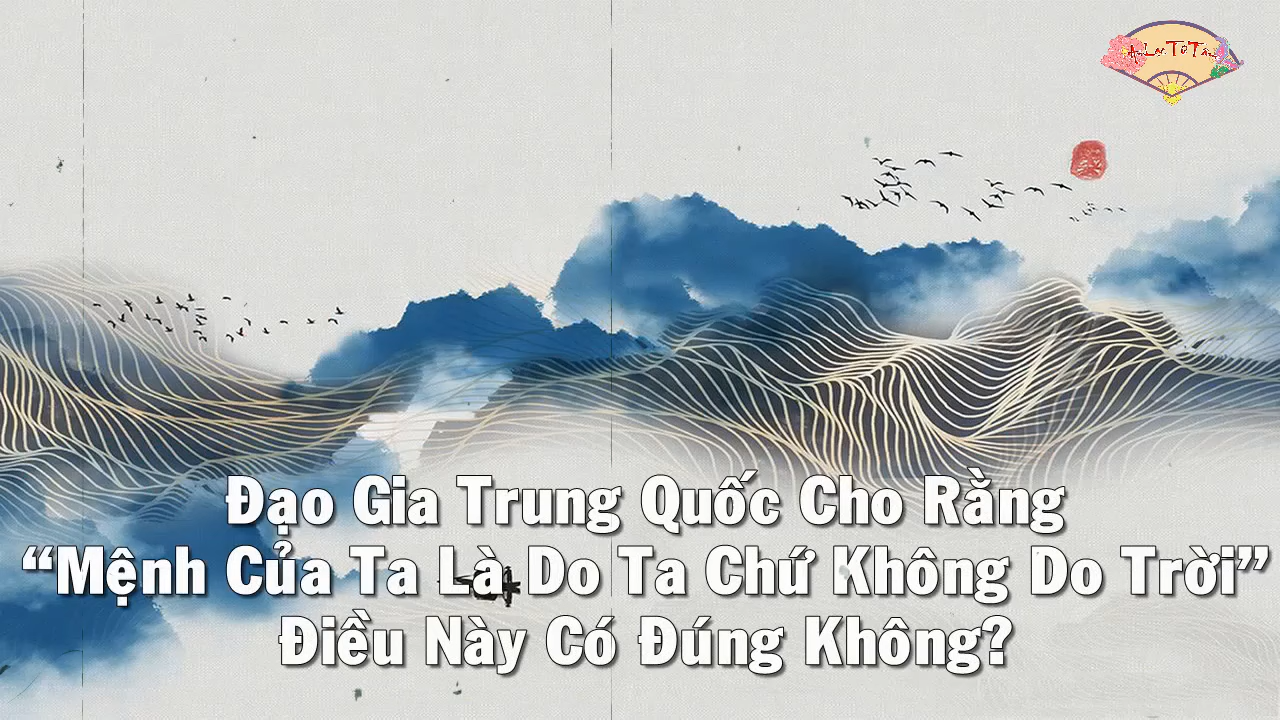 Đạo Gia Trung Quốc Cho Rằng
“Mệnh Của Ta Là Do Ta Chứ Không Do Trời”
Điều Này Có Đúng Không?